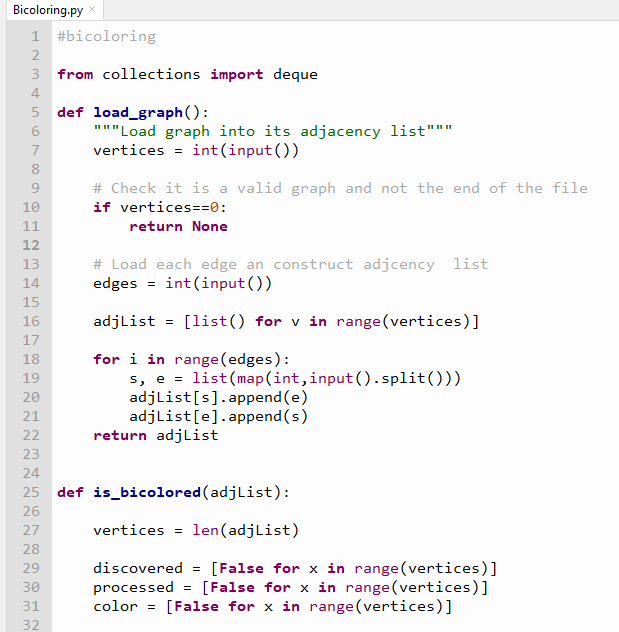 Bicoloring.py ×
1 #bicoloring
2
3 from collections import deque
4
5 def load_graph():
6     """Load graph into its adjacency list"""
7     vertices = int(input())
8
9     # Check it is a valid graph and not the end of the file
10     if vertices==0:
11         return None
12
13     # Load each edge an construct adjcency  list
14     edges = int(input())
15
16     adjList = [list() for v in range(vertices)]
17
18     for i in range(edges):
19         s, e = list(map(int,input().split()))
20         adjList[s].append(e)
21         adjList[e].append(s)
22     return adjList
23
24
25 def is_bicolored(adjList):
26
27     vertices = len(adjList)
28
29     discovered = [False for x in range(vertices)]
30     processed = [False for x in range(vertices)]
31     color = [False for x in range(vertices)]
32